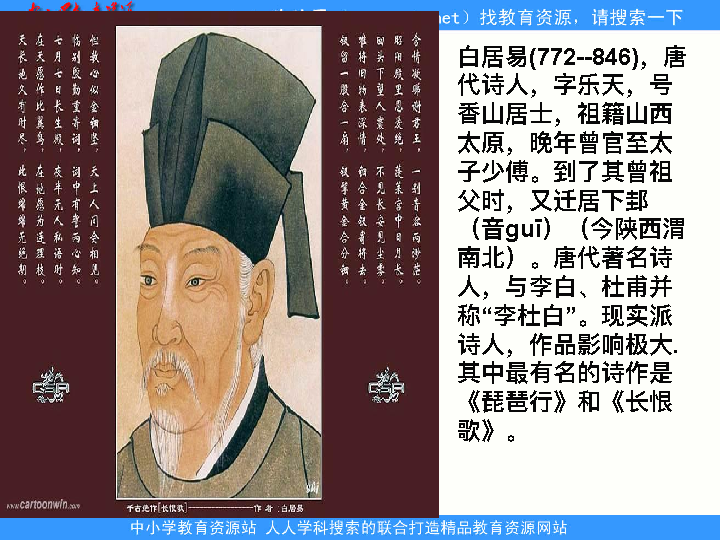 net）找教育资源，请搜索一下
含情凝睇谢君王，一别音容两渺茫。
昭阳殿里恩爱绝，蓬莱宫中日月长。
回头下望人寰处，不见长安见尘雾。
唯将旧物表深情，钿合金钗寄将去。
钗留一股合一扇，钗擘黄金合分钿。
但教心似金钿坚，天上人间会相见。
临别殷勤重寄词，词中有誓两心知。
七月七日长生殿，夜半无人私语时。
在天愿作比翼鸟，在地愿为连理枝。
天长地久有时尽，此恨绵绵无绝期。
www.cartoonwin.com
千古绝作[长恨歌]--------------------作 者 :白居易
白居易(772--846)，唐
代诗人，字乐天，号
香山居士，祖籍山西
太原，晚年曾官至太
子少傅。到了其曾祖
父时，又迁居下邽
（音guī）（今陕西渭
南北）。唐代著名诗
人，与李白、杜甫并
称“李杜白”。现实派
诗人，作品影响极大.
其中最有名的诗作是
《琵琶行》和《长恨
歌》。
中小学教育资源站 人人学科搜索的联合打造精品教育资源网站